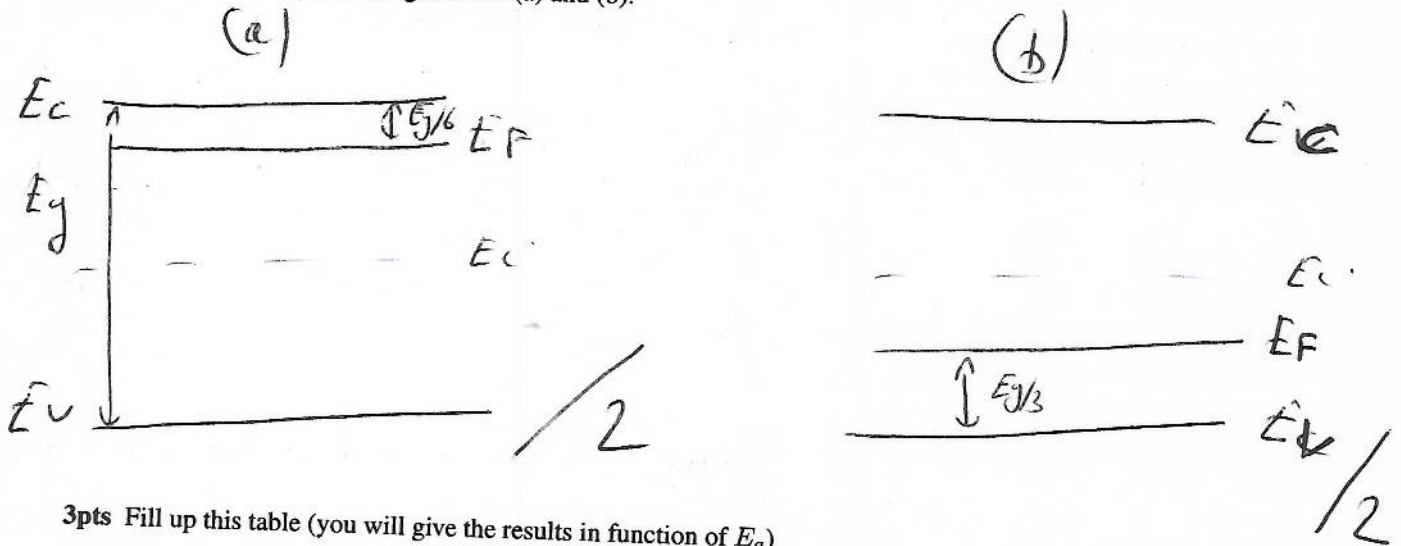 (a) and (b).
(a)
(b)
Ec
Eg/6
EF
Eg
Ei
Ev
/2
Ec
Ei
EF
Eg/3
Ev
/2
3pts Fill up this table (you will give the results in function of Eg)